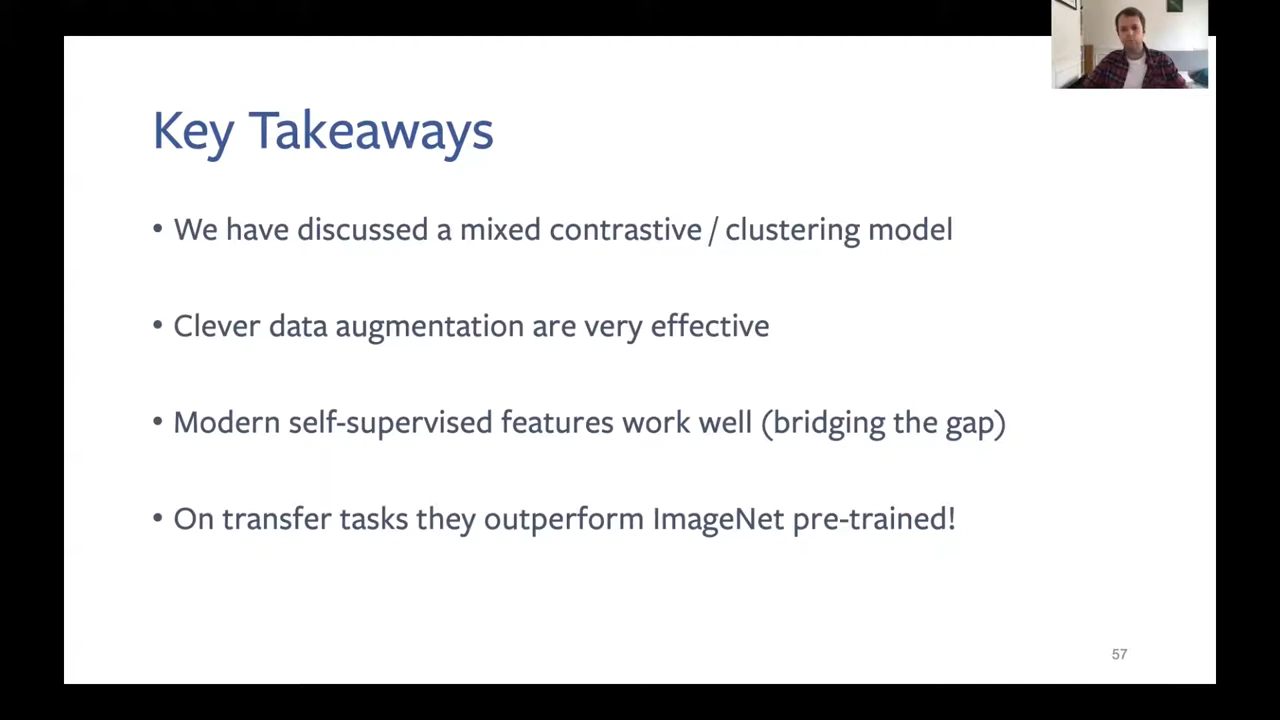 Key Takeaways
• We have discussed a mixed contrastive / clustering model
• Clever data augmentation are very effective
• Modern self-supervised features work well (bridging the gap)
• On transfer tasks they outperform ImageNet pre-trained!
57